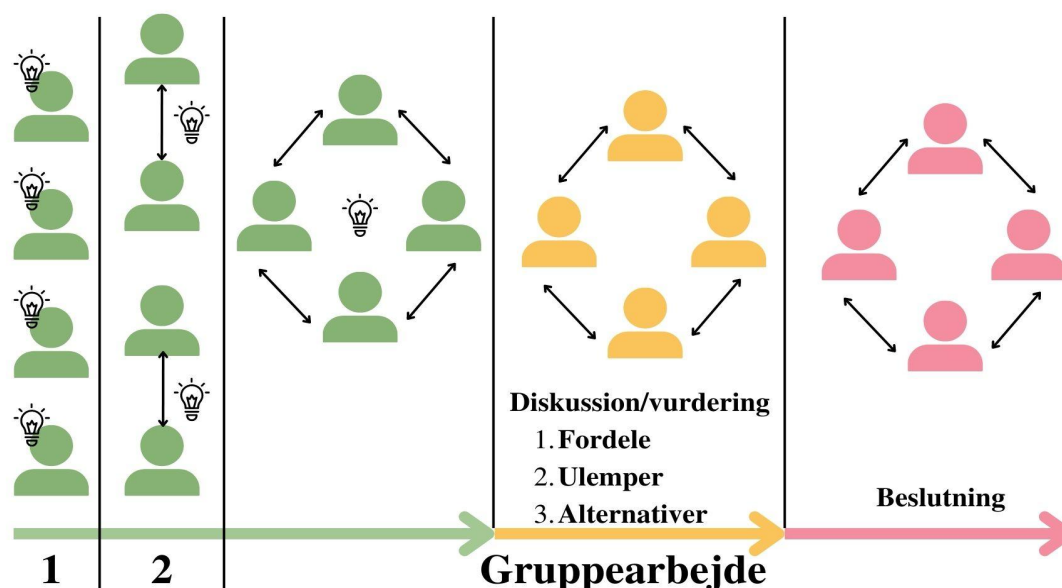 Diskussion/vurdering
1. Fordele
2. Ulemper
3. Alternativer
Beslutning
1
2
Gruppearbejde